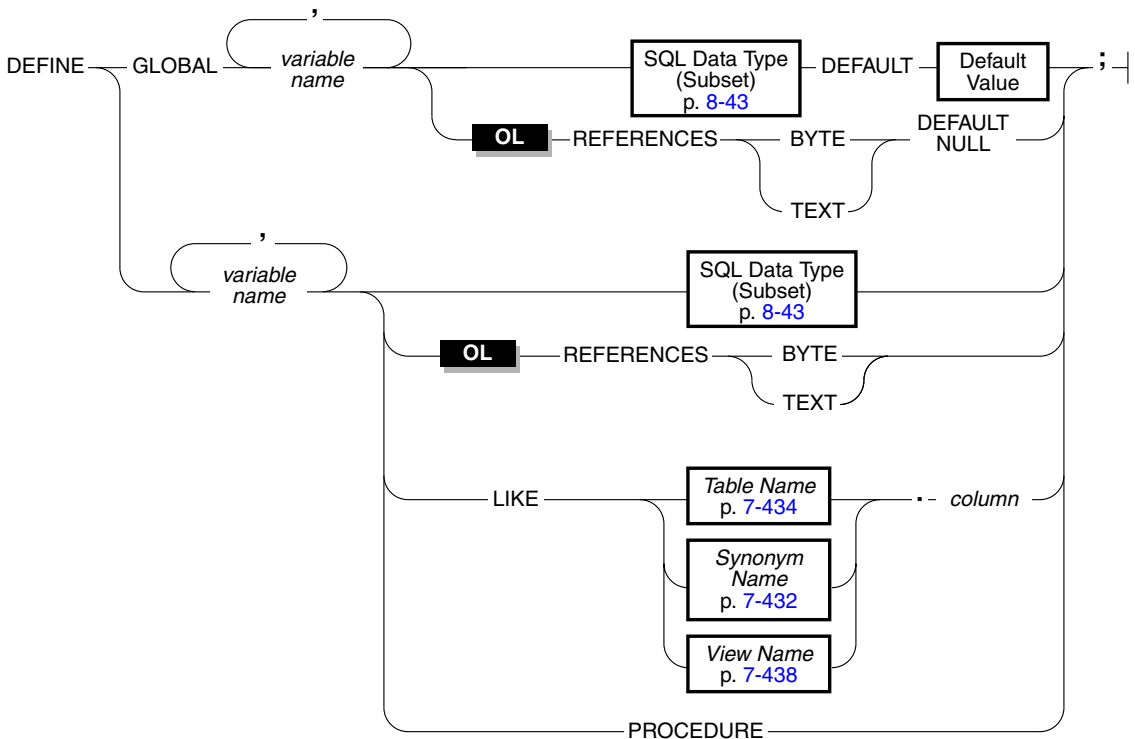 ,
DEFINE GLOBAL variable name SQL Data Type (Subset) p. 8-43 DEFAULT Default Value ;
OL REFERENCES BYTE DEFAULT NULL
TEXT
,
variable name SQL Data Type (Subset) p. 8-43
OL REFERENCES BYTE
TEXT
LIKE Table Name p. 7-434 . column
Synonym Name p. 7-432
View Name p. 7-438
PROCEDURE